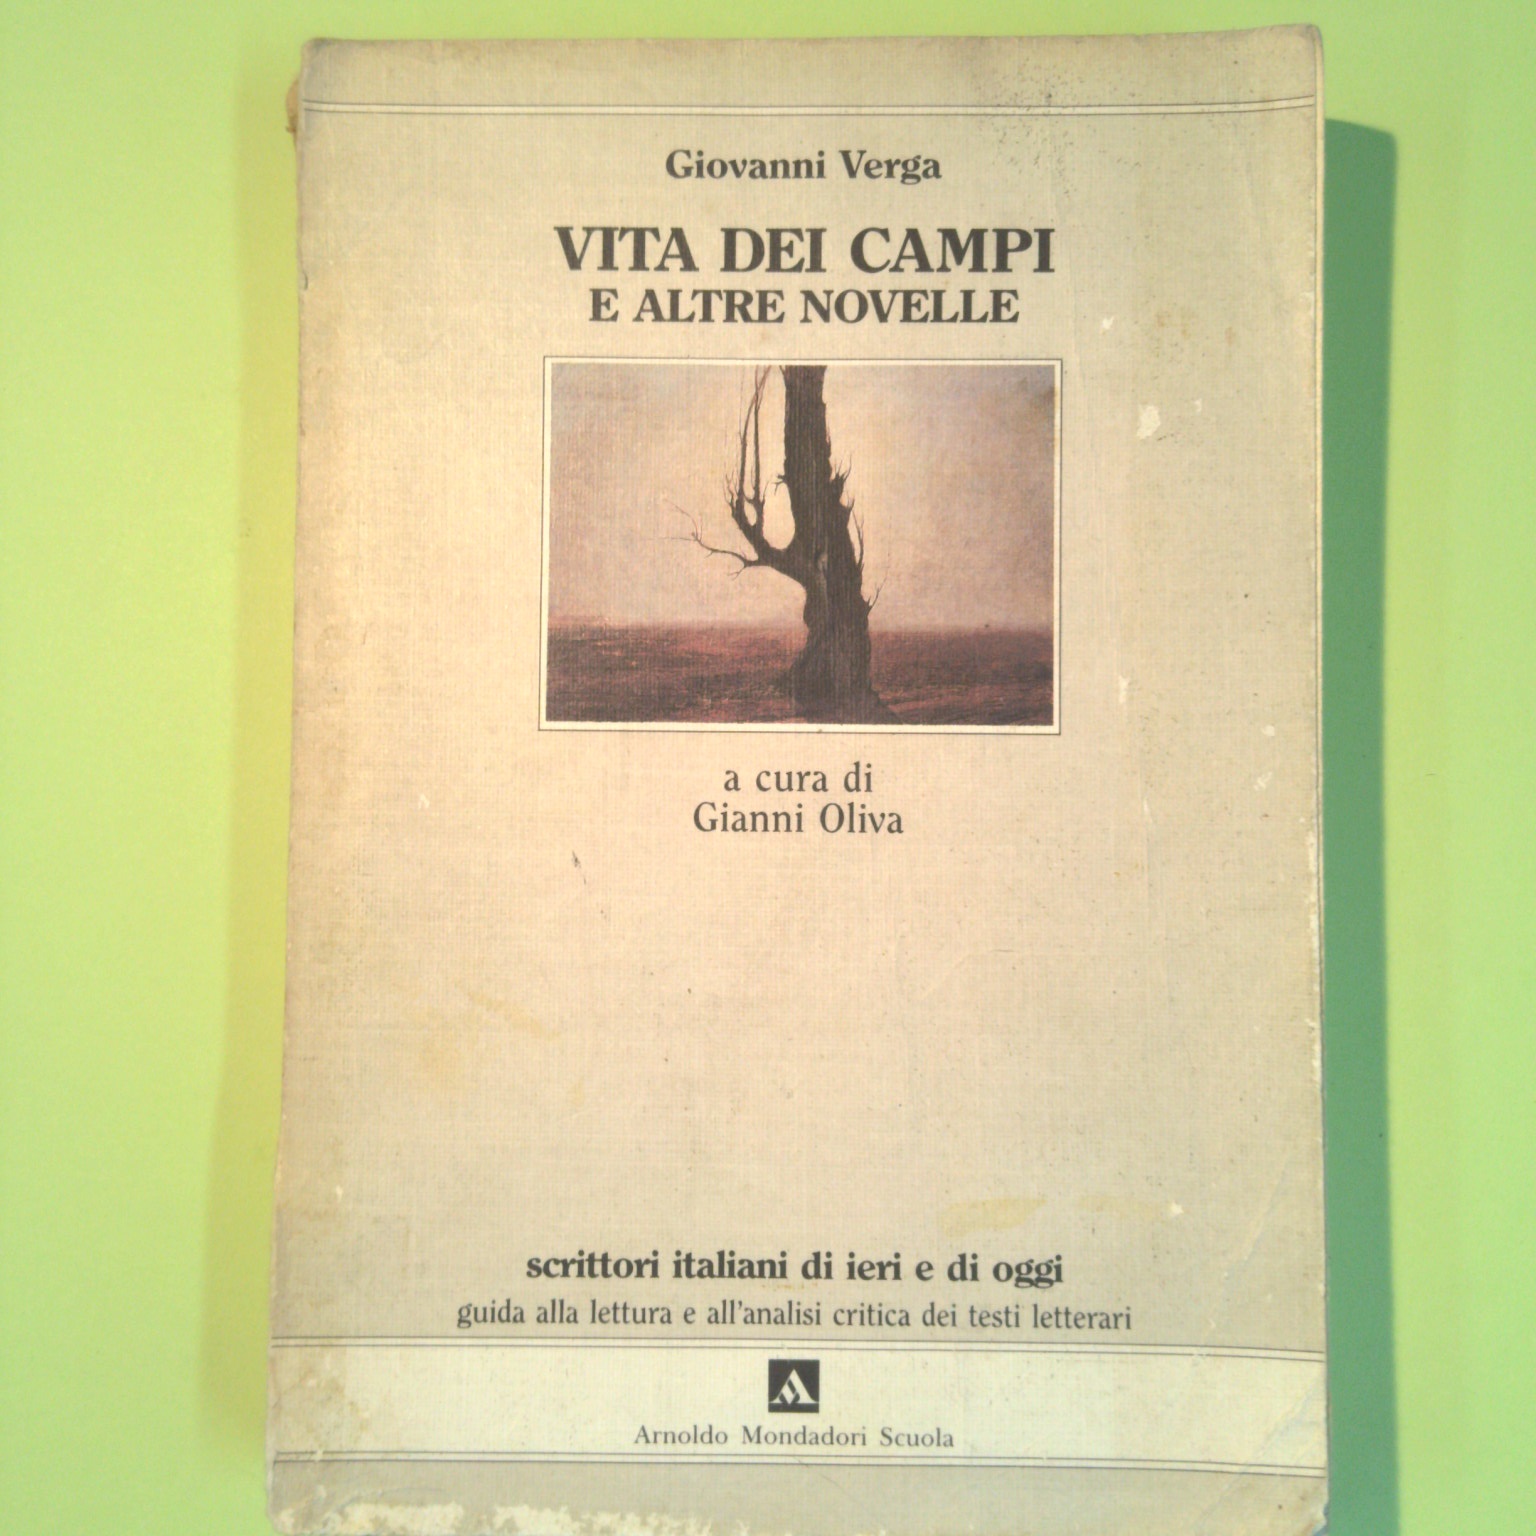 Giovanni Verga
VITA DEI CAMPI
E ALTRE NOVELLE
a cura di
Gianni Oliva
scrittori italiani di ieri e di oggi
guida alla lettura e all'analisi critica dei testi letterari
Arnoldo Mondadori Scuola